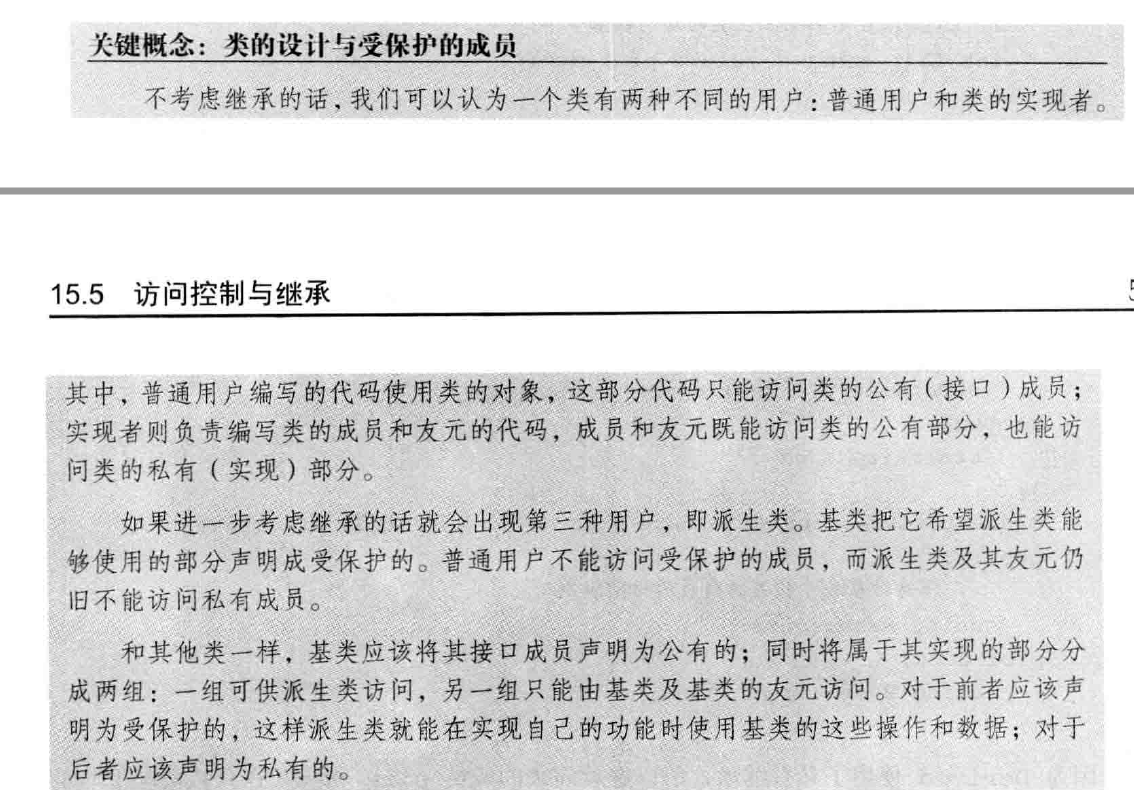 关键概念：类的设计与受保护的成员
不考虑继承的话，我们可以认为一个类有两种不同的用户：普通用户和类的实现者。
15.5 访问控制与继承
其中，普通用户编写的代码使用类的对象，这部分代码只能访问类的公有（接口）成员；
实现者则负责编写类的成员和友元的代码，成员和友元既能访问类的公有部分，也能访
问类的私有（实现）部分。
如果进一步考虑继承的话就会出现第三种用户，即派生类。基类把它希望派生类能
够使用的部分声明成受保护的。普通用户不能访问受保护的成员，而派生类及其友元仍
旧不能访问私有成员。
和其他类一样，基类应该将其接口成员声明为公有的；同时将属于其实现的部分分
成两组：一组可供派生类访问，另一组只能由基类及基类的友元访问。对于前者应该声
明为受保护的，这样派生类就能在实现自己的功能时使用基类的这些操作和数据；对于
后者应该声明为私有的。